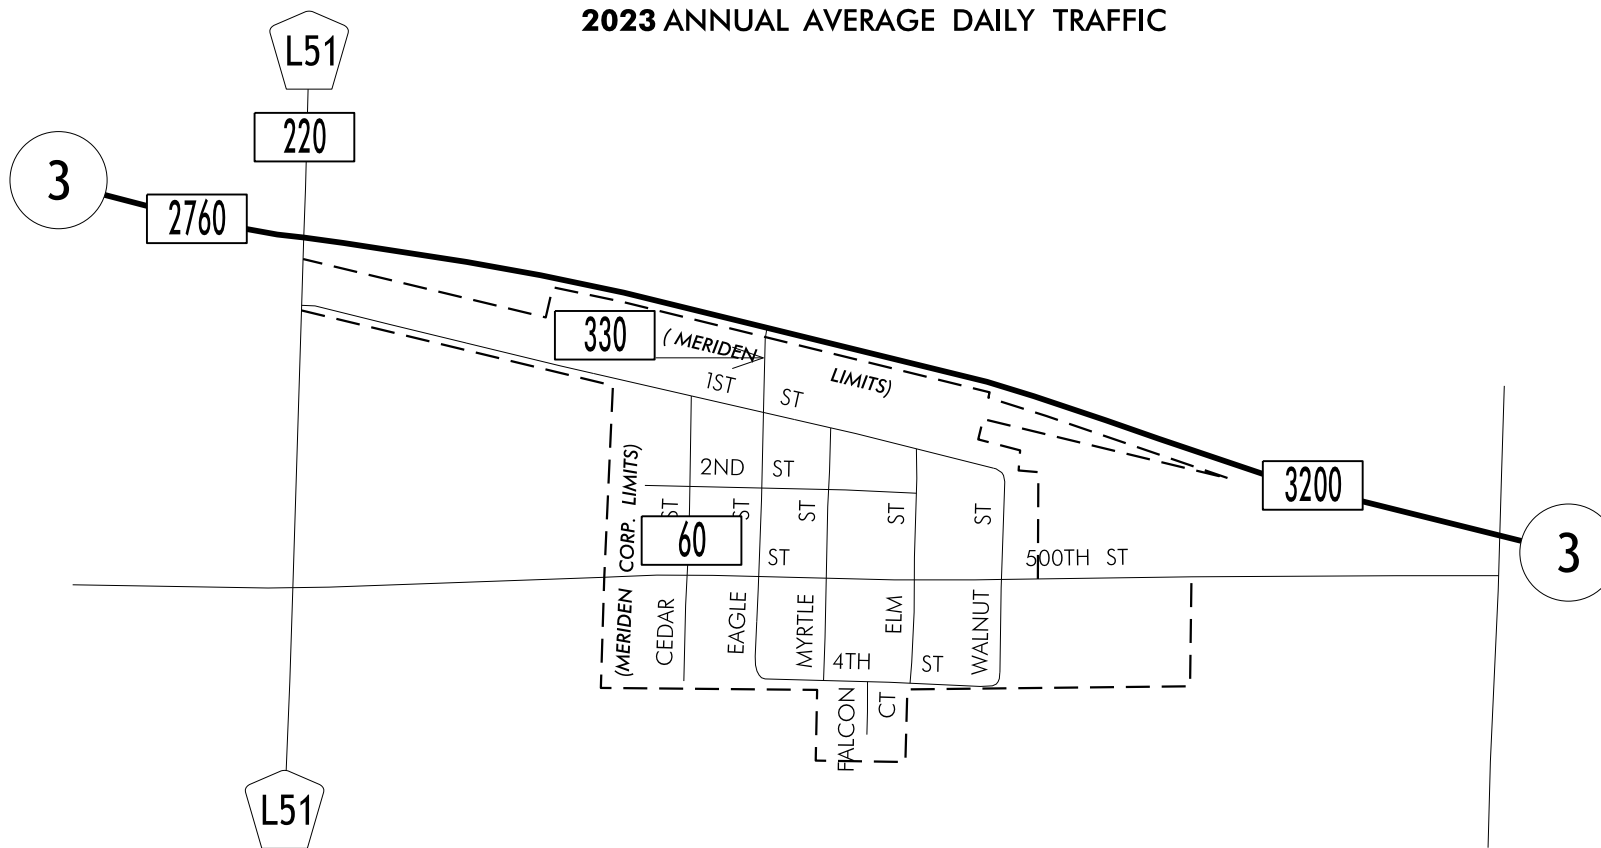 2023 ANNUAL AVERAGE DAILY TRAFFIC
L51
220
3
2760
330
( MERIDEN
LIMITS)
1ST ST
2ND ST
(MERIDEN CORP. LIMITS)
60
ST
500TH ST
3200
3
CEDAR ST
EAGLE ST
MYRTLE ST
ELM ST
WALNUT ST
4TH ST
FALCON CT
L51